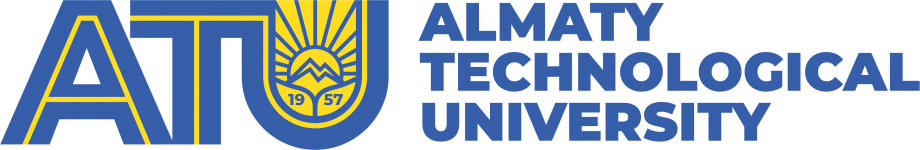 ATU
19 57
ALMATY
TECHNOLOGICAL
UNIVERSITY